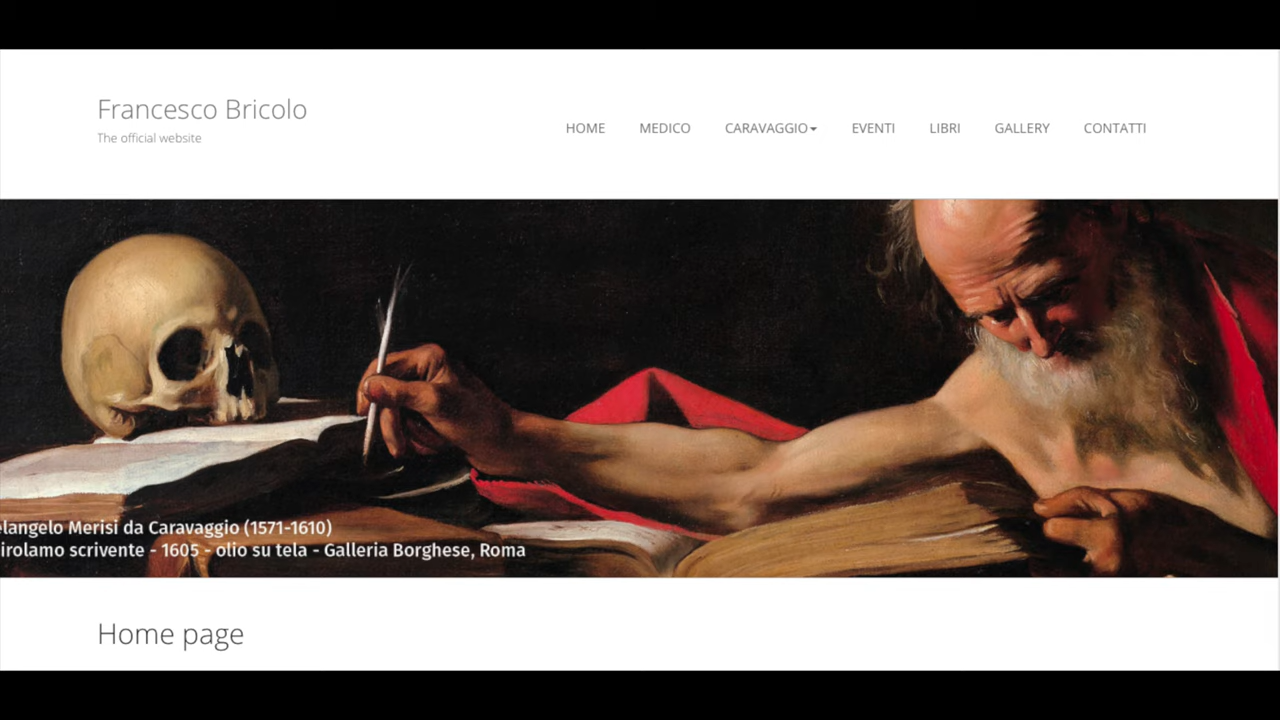 Francesco Bricolo
The official website
HOME MEDICO CARAVAGGIO EVENTI LIBRI GALLERY CONTATTI
elangelo Merisi da Caravaggio (1571-1610)
irolamo scrivente - 1605 - olio su tela - Galleria Borghese, Roma
Home page